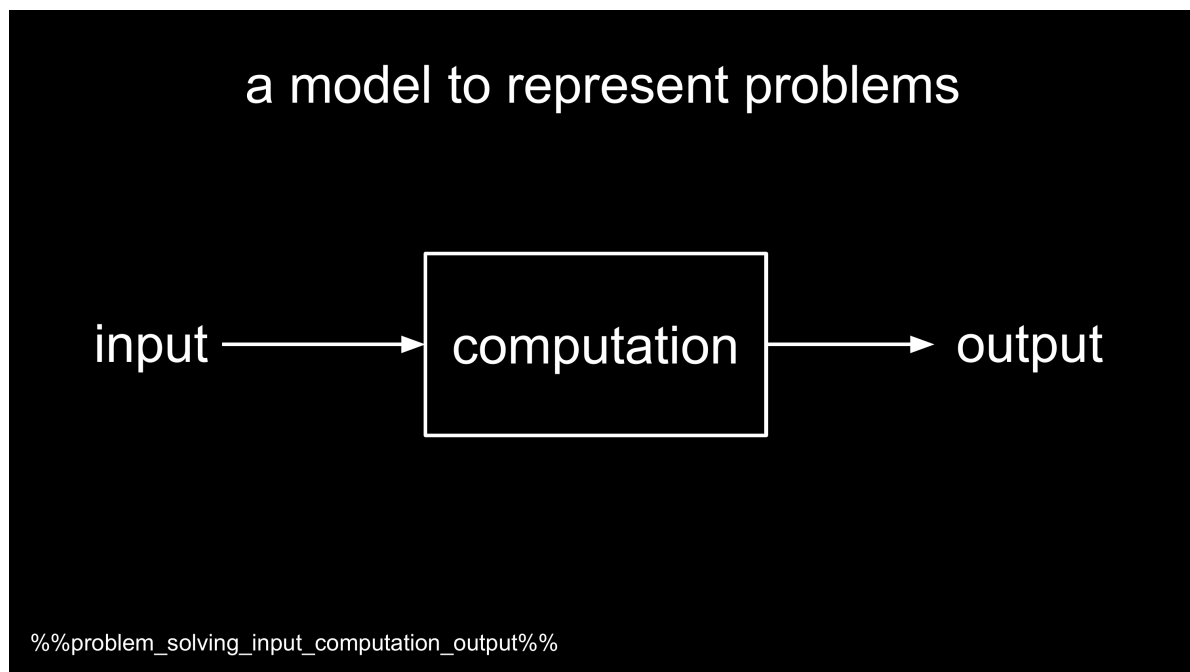 a model to represent problems
input computation output
%%problem_solving_input_computation_output%%